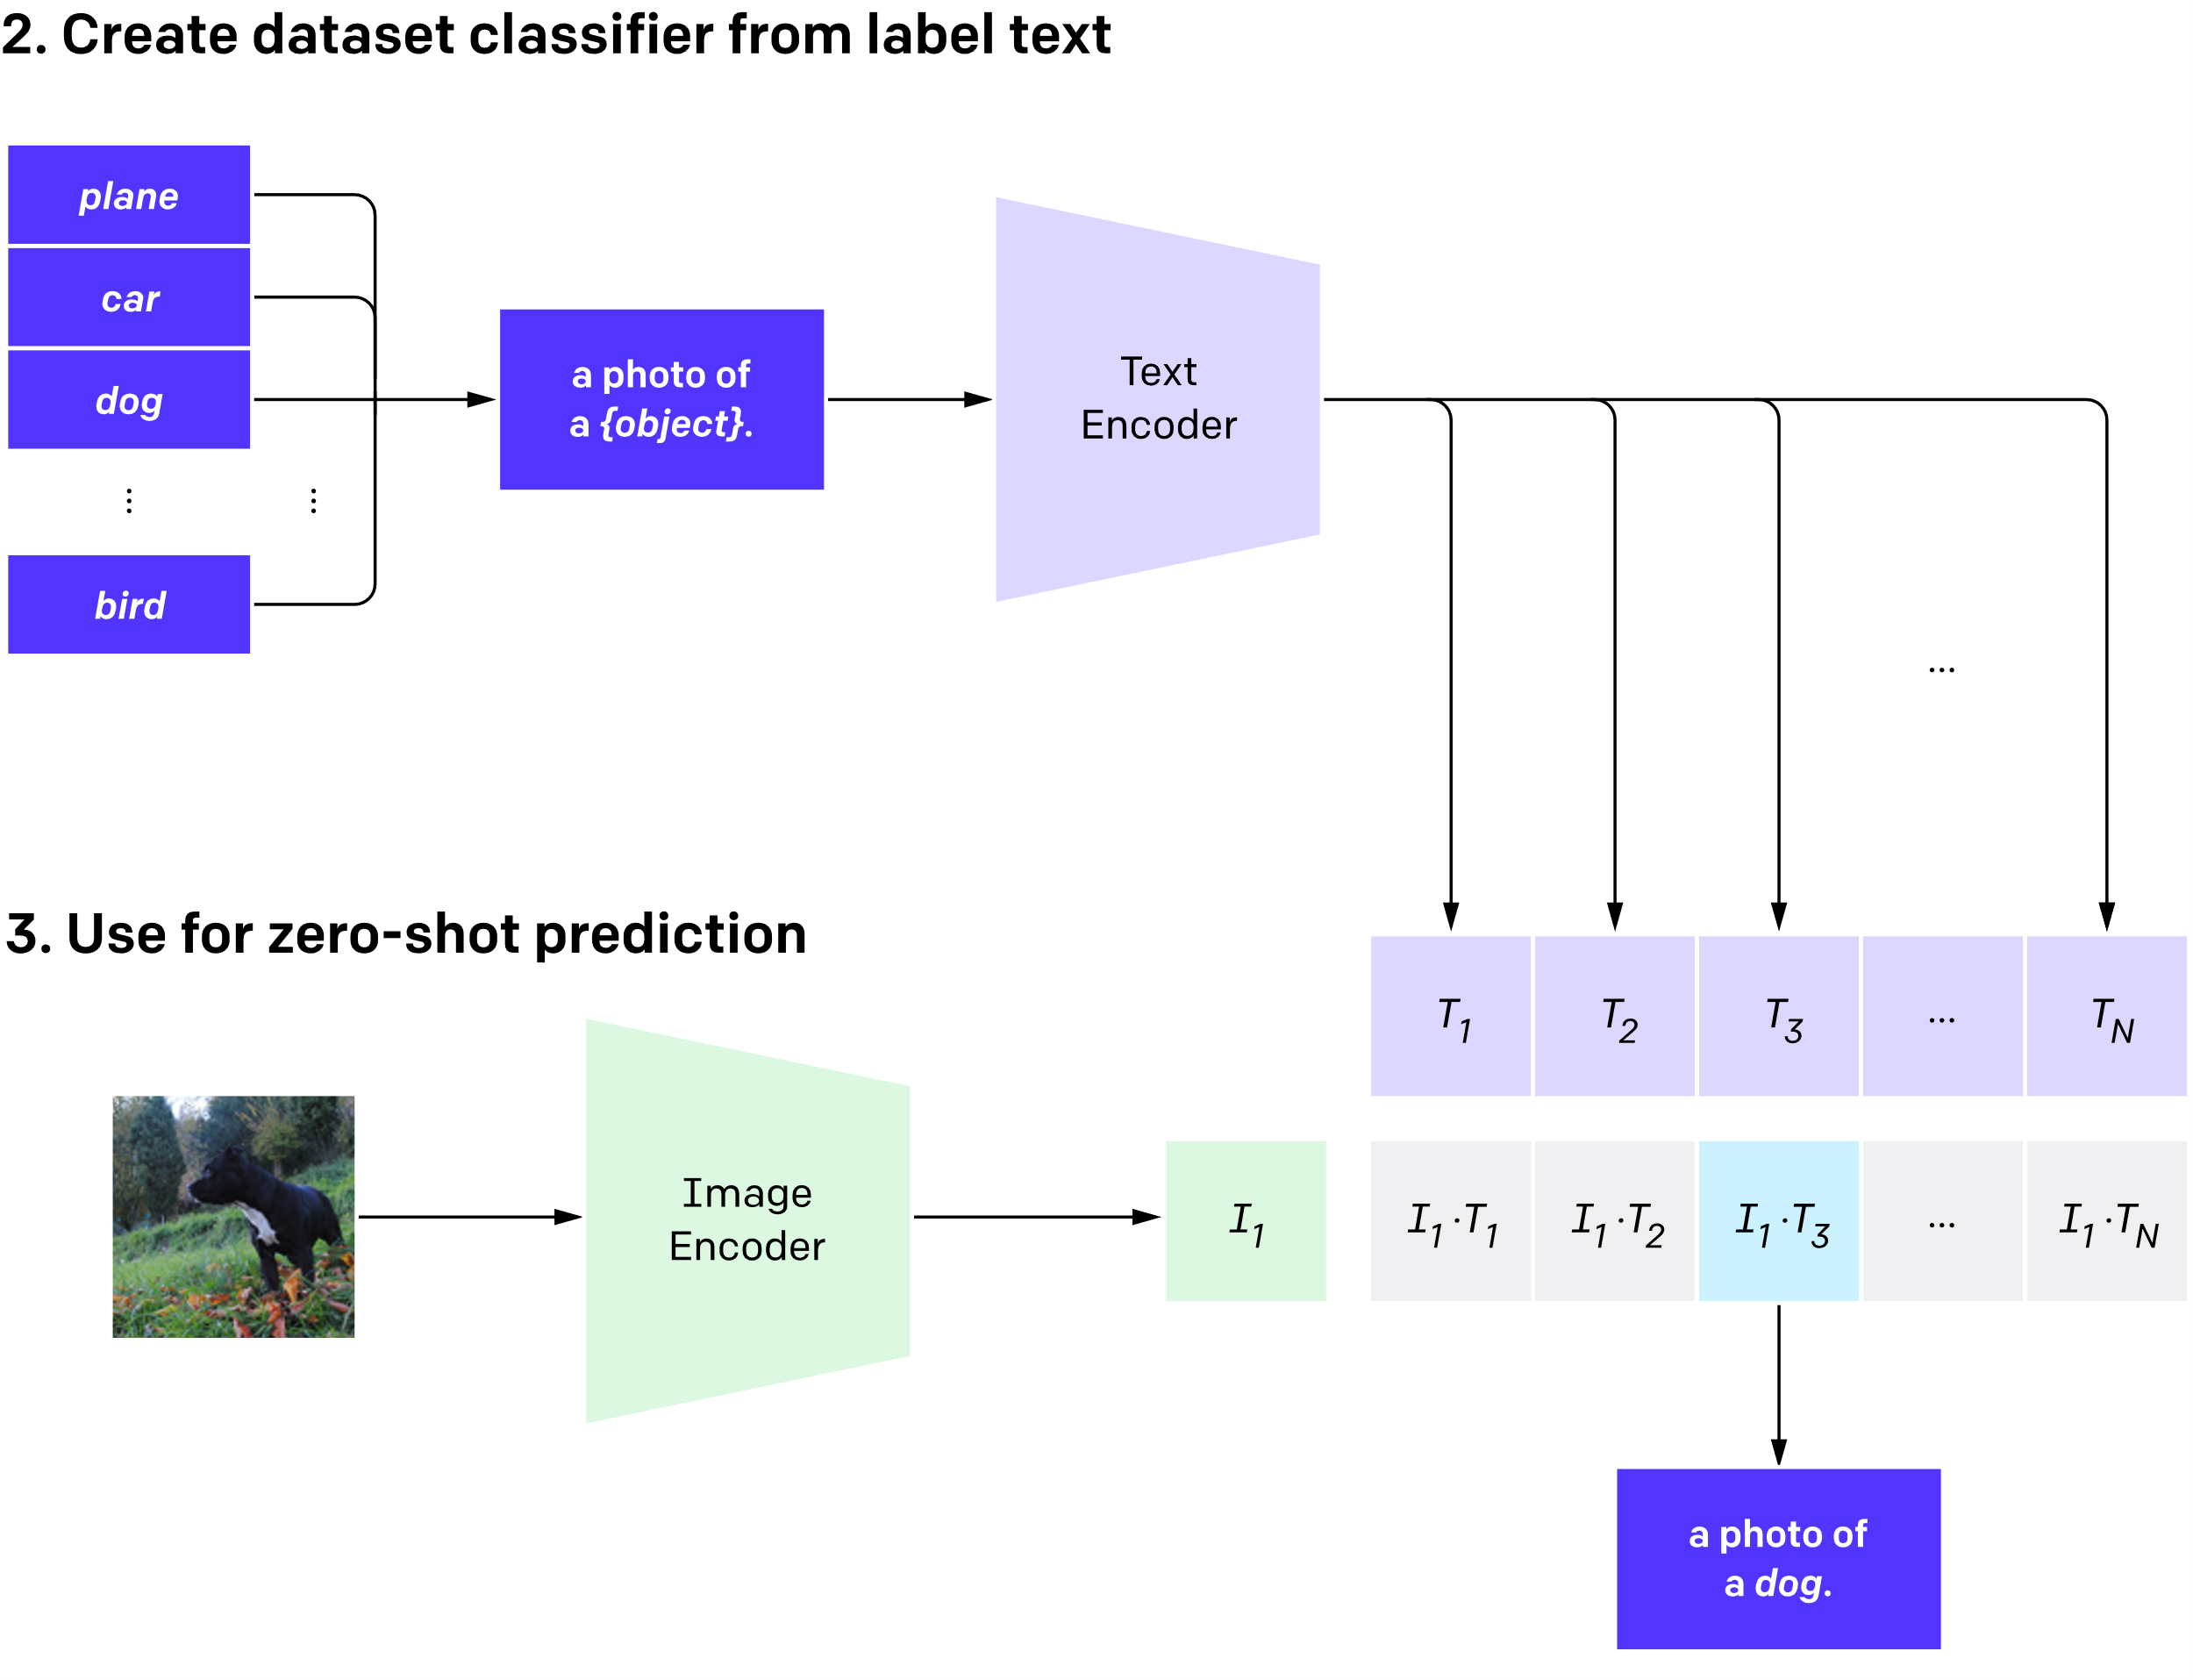 2. Create dataset classifier from label text
plane
car
dog
⋮ ⋮
bird
a photo of
a {object}.
Text
Encoder
...
3. Use for zero-shot prediction
Image
Encoder
T₁ T₂ T₃ ... T_N
I₁ I₁·T₁ I₁·T₂ I₁·T₃ ... I₁·T_N
a photo of
a dog.